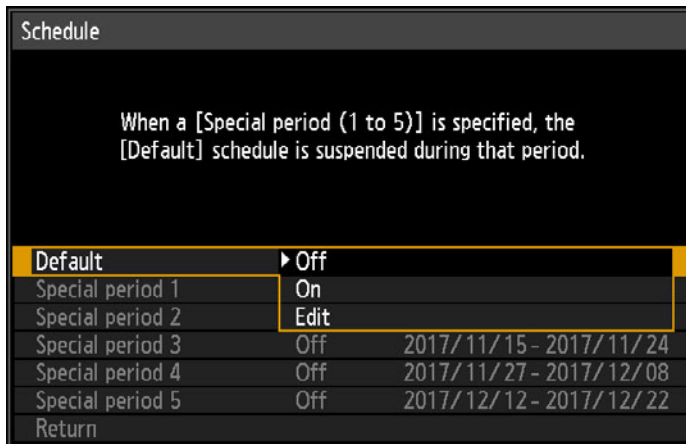 Schedule
When a [Special period (1 to 5)] is specified, the
[Default] schedule is suspended during that period.
Default Off
Special period 1 On
Special period 2 Edit
Special period 3 Off 2017/11/15-2017/11/24
Special period 4 Off 2017/11/27-2017/12/08
Special period 5 Off 2017/12/12-2017/12/22
Return